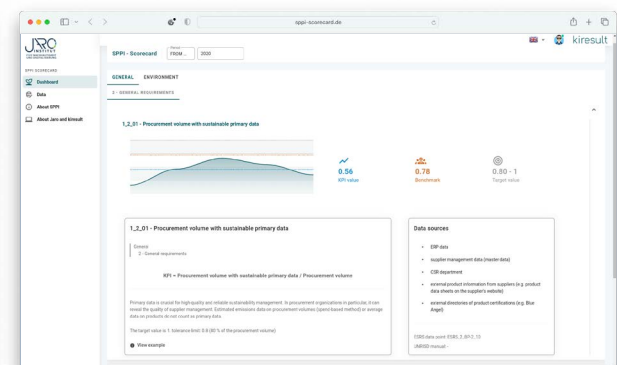 sppi-scorecard.de
JARO
INSTITUT
kiresult
SPPI - Scorecard
Period
FROM ...
2020
SPPI SCORECARD
Dashboard
Data
About SPPI
About Jaro and kiresult
GENERAL ENVIRONMENT
2 - GENERAL REQUIREMENTS
1_2_01 - Procurement volume with sustainable primary data
0.56
KPI value
0.78
Benchmark
0.80 - 1
Target value
1_2_01 - Procurement volume with sustainable primary data
General
2 - General requirements
KPI = Procurement volume with sustainable primary data / Procurement volume
Primary data is crucial for high quality and reliable sustainability management. In procurement organizations in particular, it can
reveal the quality of supplier management. Estimated emissions data on procurement volumes (spend based method) or average
data on products do not count as primary data.
The target value is 1. tolerance limit: 0.8 (80 % of the procurement volume)
View example
Data sources
• ERP data
• supplier management data (master data)
• CSR department
• external product information from suppliers (e.g. product
data sheets on the supplier's website)
• external directories of product certifications (e.g. Blue
Angel)
UNGSII manual: -